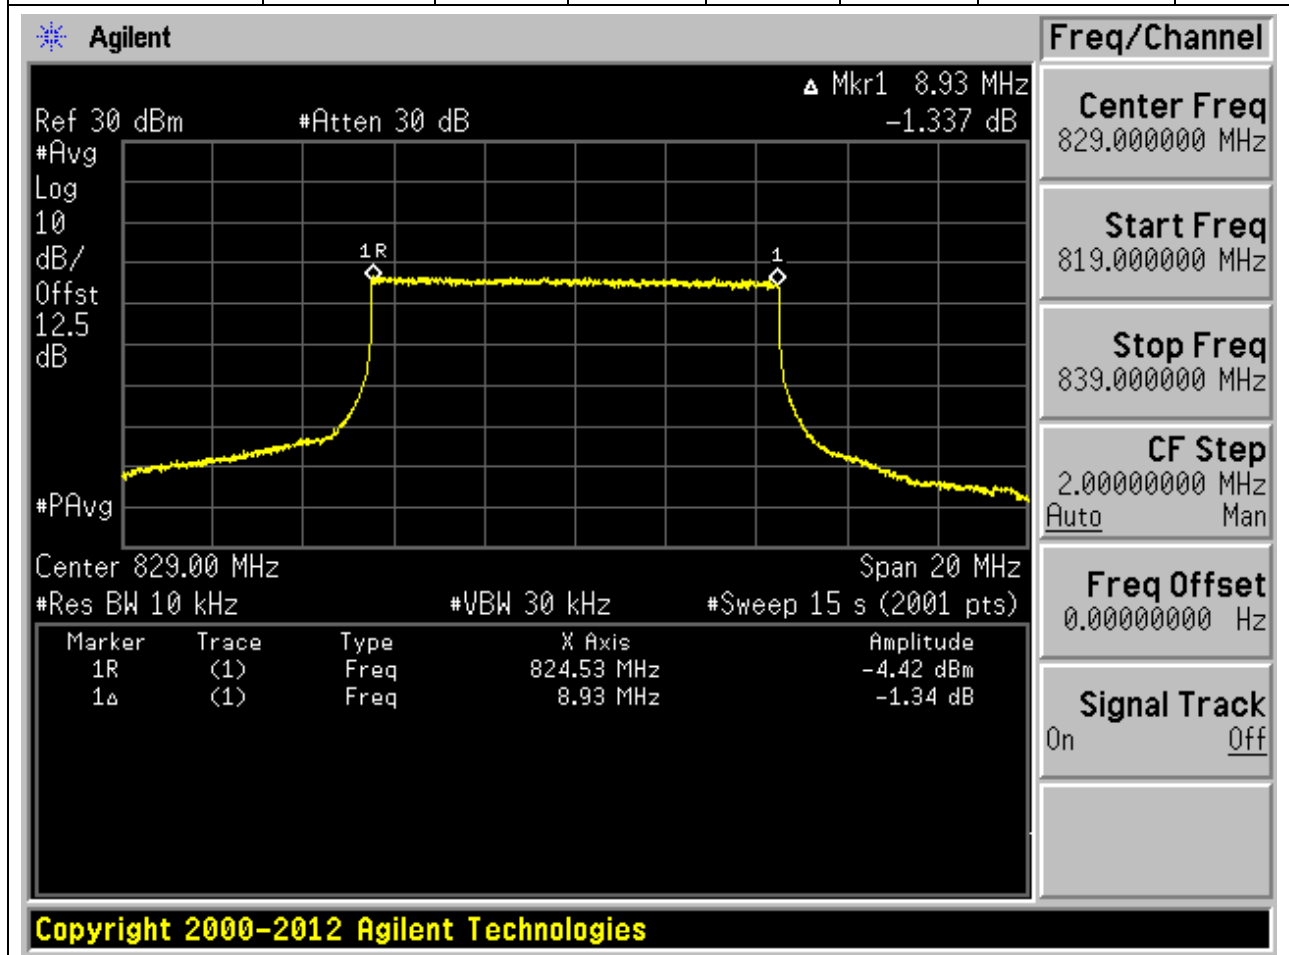 Agilent
Freq/Channel
Δ Mkr1 8.93 MHz
Ref 30 dBm #Atten 30 dB -1.337 dB
#Avg
Log
10
dB/
Offst
12.5
dB
#PAvg
1R
1
Center 829.00 MHz Span 20 MHz
#Res BW 10 kHz #VBW 30 kHz #Sweep 15 s (2001 pts)
Marker Trace Type X Axis Amplitude
1R (1) Freq 824.53 MHz -4.42 dBm
1Δ (1) Freq 8.93 MHz -1.34 dB
Center Freq
829.000000 MHz
Start Freq
819.000000 MHz
Stop Freq
839.000000 MHz
CF Step
2.00000000 MHz
Auto Man
Freq Offset
0.00000000 Hz
Signal Track
On Off
Copyright 2000-2012 Agilent Technologies